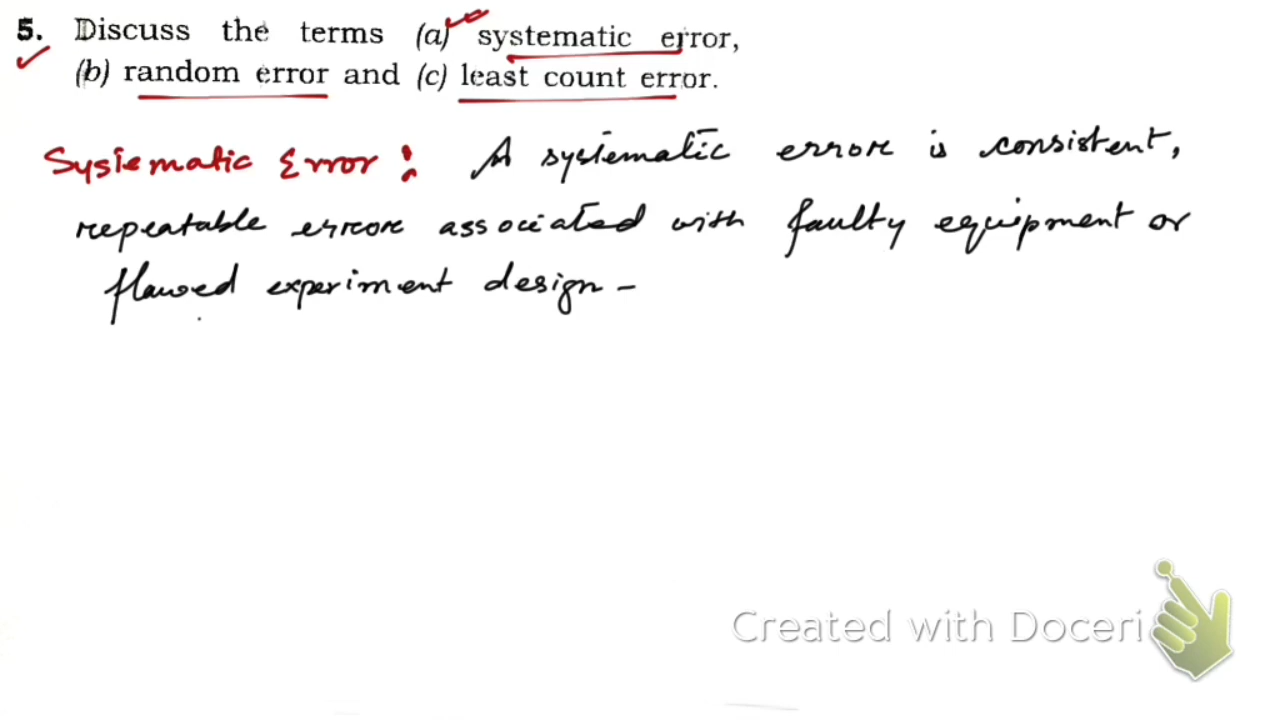 5. Discuss the terms (a) systematic error,
(b) random error and (c) least count error.
Systematic Error : A systematic error is consistent,
repeatable error associated with faulty equipment or
flawed experiment design -
Created with Doceri